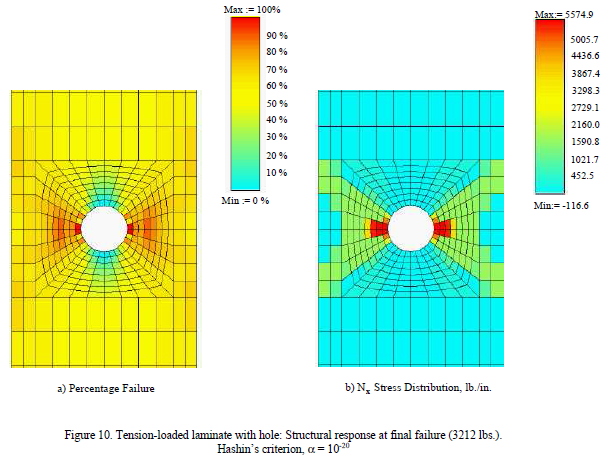 Max := 100%
90 %
80 %
70 %
60 %
50 %
40 %
30 %
20 %
10 %
Min := 0 %
a) Percentage Failure
Max:= 5574.9
5005.7
4436.6
3867.4
3298.3
2729.1
2160.0
1590.8
1021.7
452.5
Min:= -116.6
b) Nx Stress Distribution, lb./in.
Figure 10. Tension-loaded laminate with hole: Structural response at final failure (3212 lbs.).
Hashin's criterion, α = 10-20